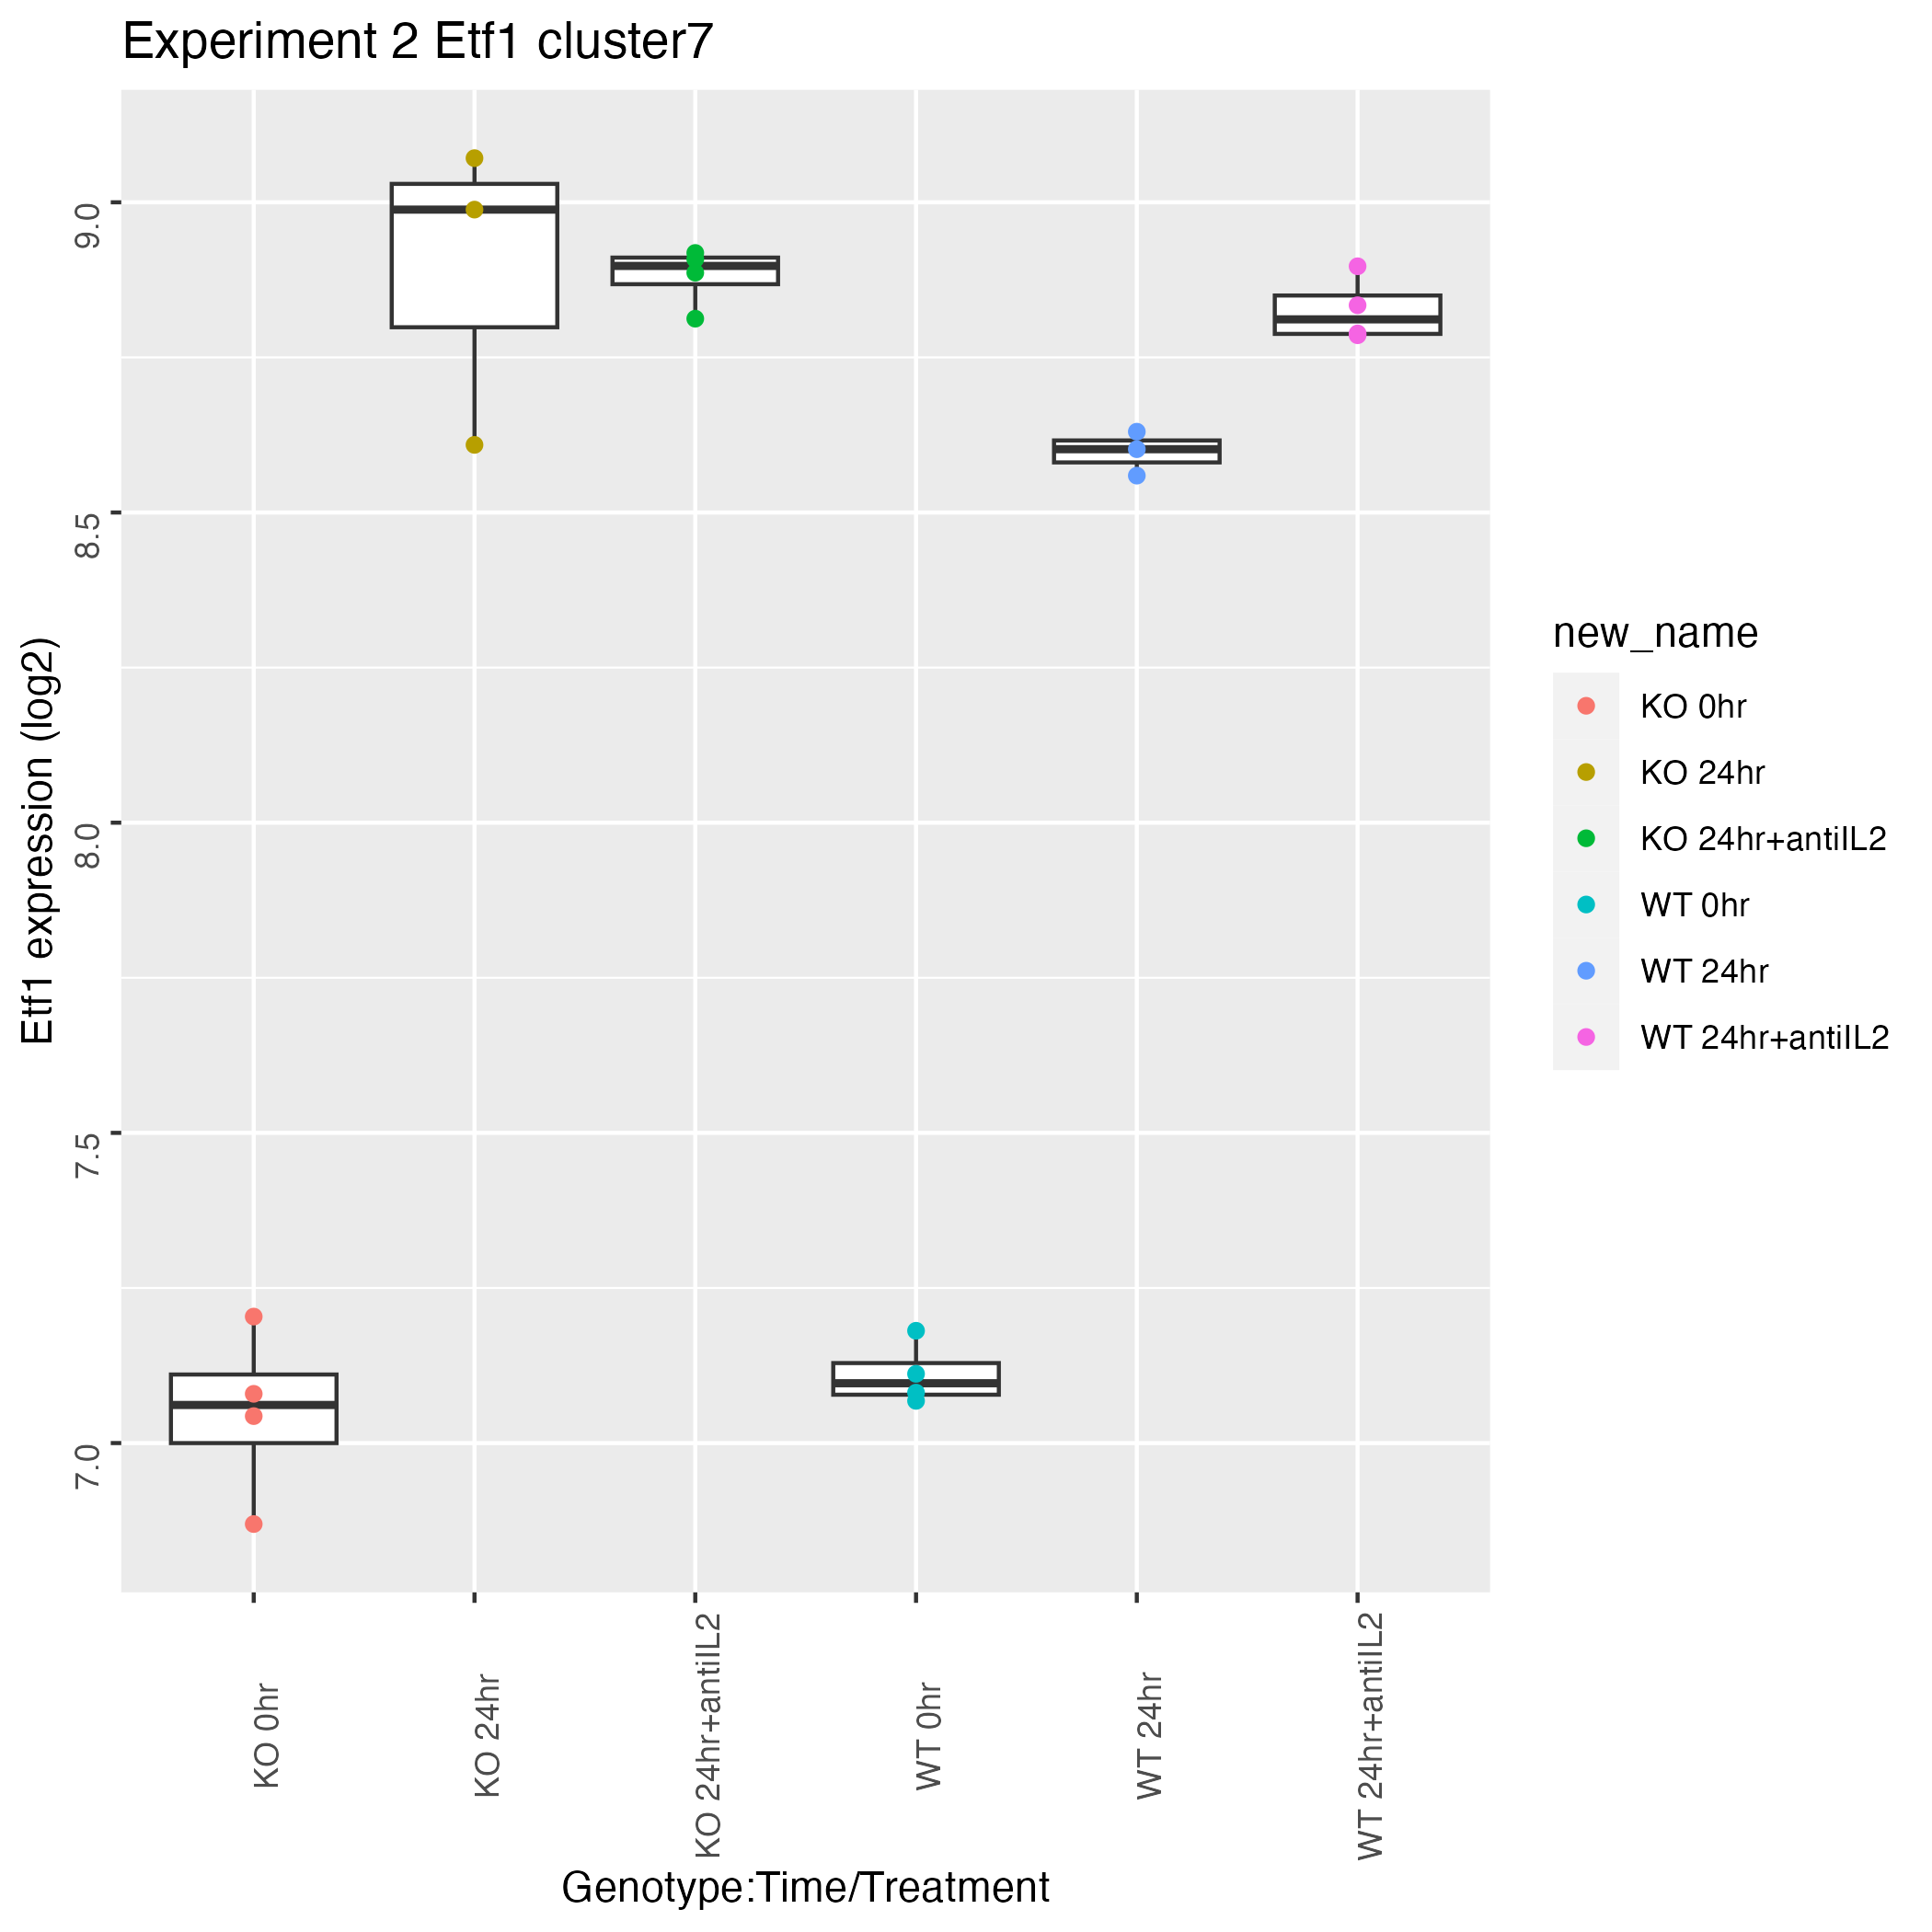 Experiment 2 Etf1 cluster7
Etf1 expression (log2)
9.0
8.5
8.0
7.5
7.0
KO 0hr
KO 24hr
KO 24hr+antiIL2
WT 0hr
WT 24hr
WT 24hr+antiIL2
Genotype:Time/Treatment
new_name
KO 0hr
KO 24hr
KO 24hr+antiIL2
WT 0hr
WT 24hr
WT 24hr+antiIL2